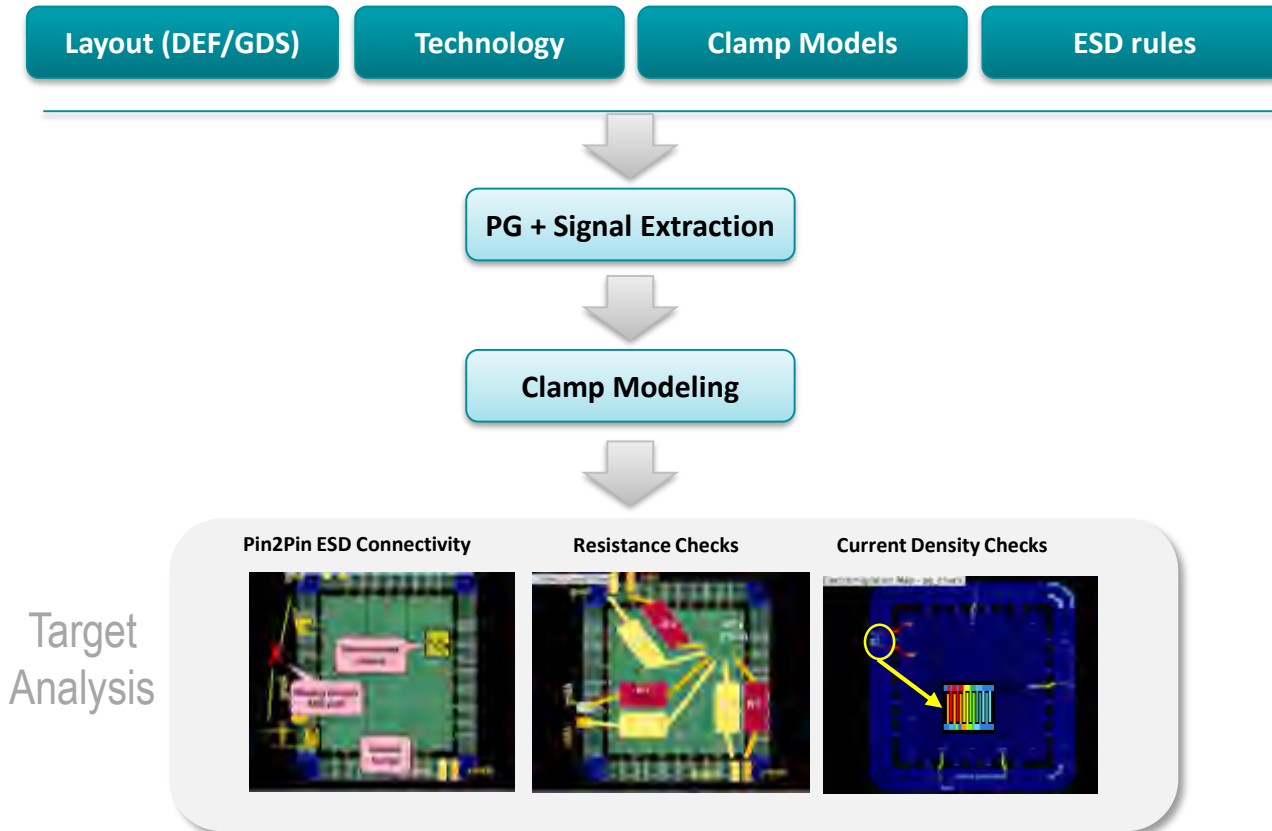 Layout (DEF/GDS)
Technology
Clamp Models
ESD rules
PG + Signal Extraction
Clamp Modeling
Target
Analysis
Pin2Pin ESD Connectivity
Resistance Checks
Current Density Checks